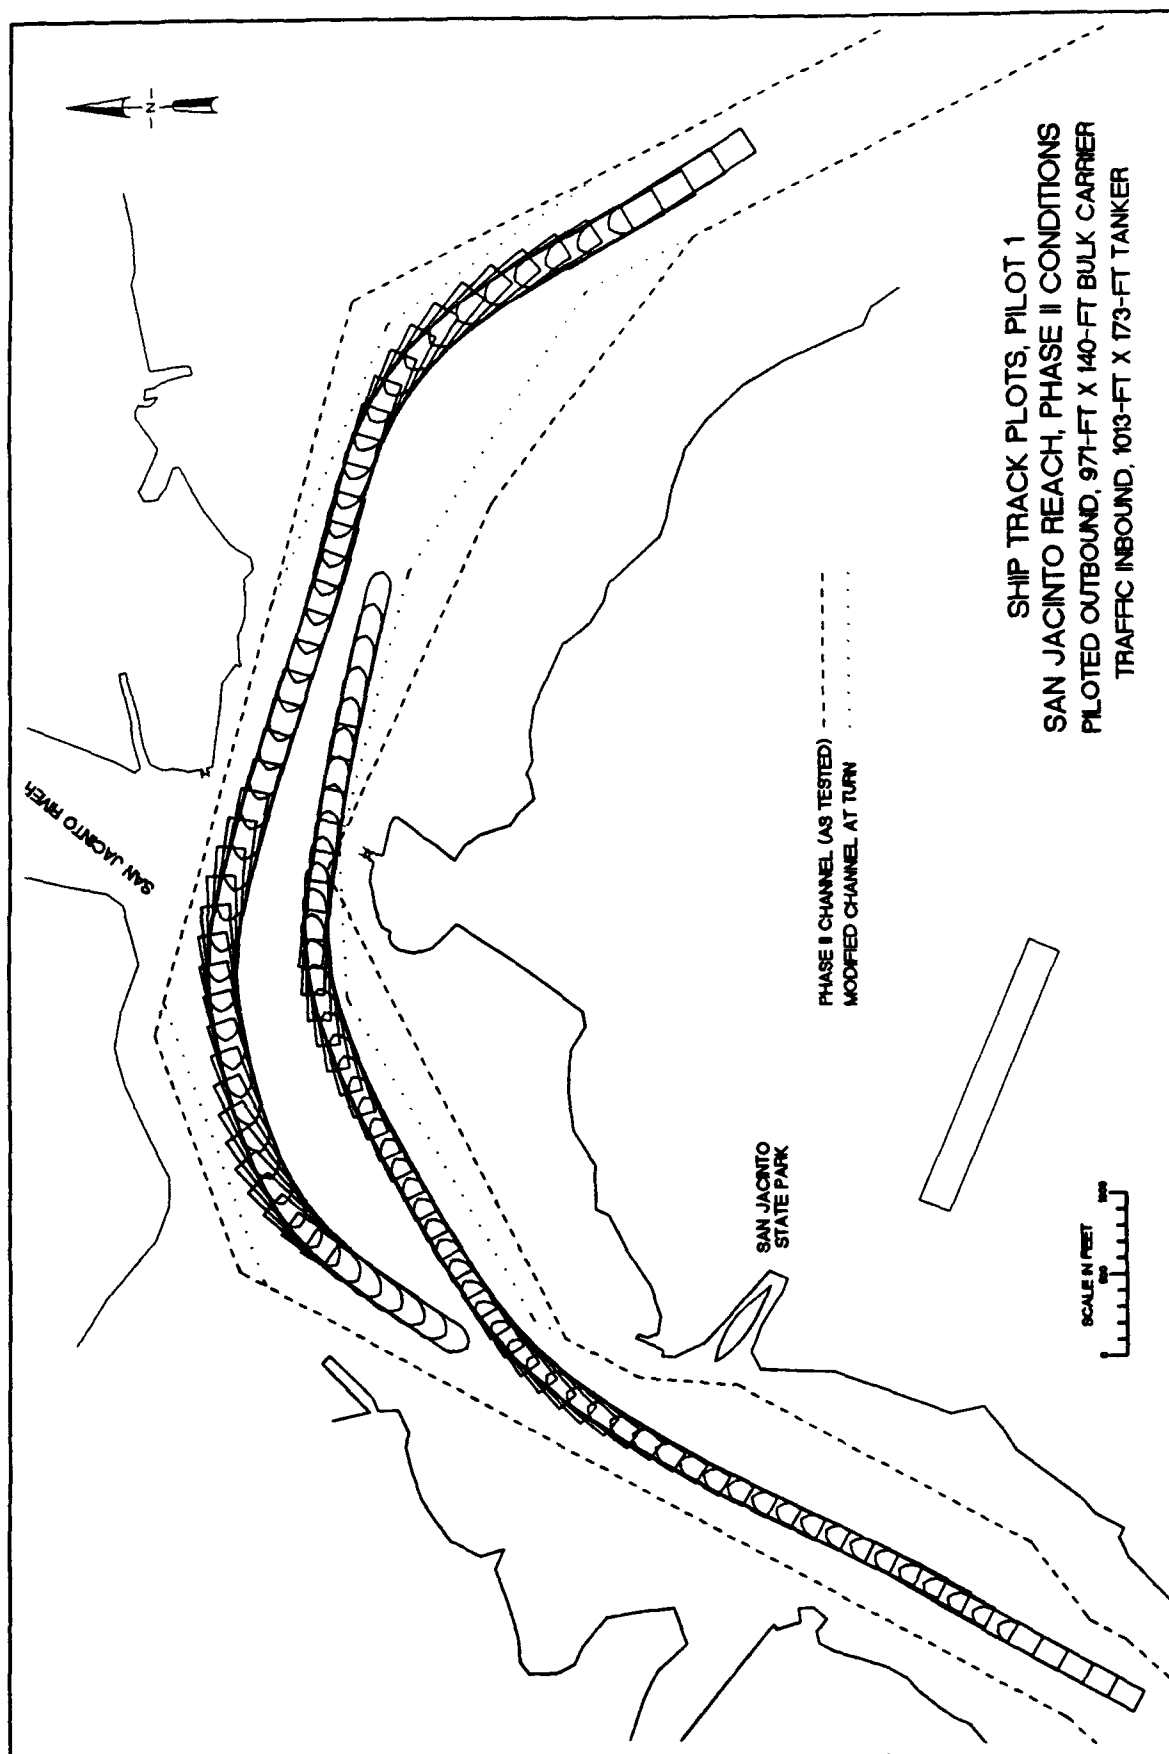 N
SAN JACINTO RIVER
SHIP TRACK PLOTS, PILOT 1
SAN JACINTO REACH, PHASE II CONDITIONS
PILOTED OUTBOUND, 971-FT X 140-FT BULK CARRIER
TRAFFIC INBOUND, 1013-FT X 173-FT TANKER
PHASE II CHANNEL (AS TESTED)
MODIFIED CHANNEL AT TURN
SAN JACINTO
STATE PARK
SCALE IN FEET
0 500 1000